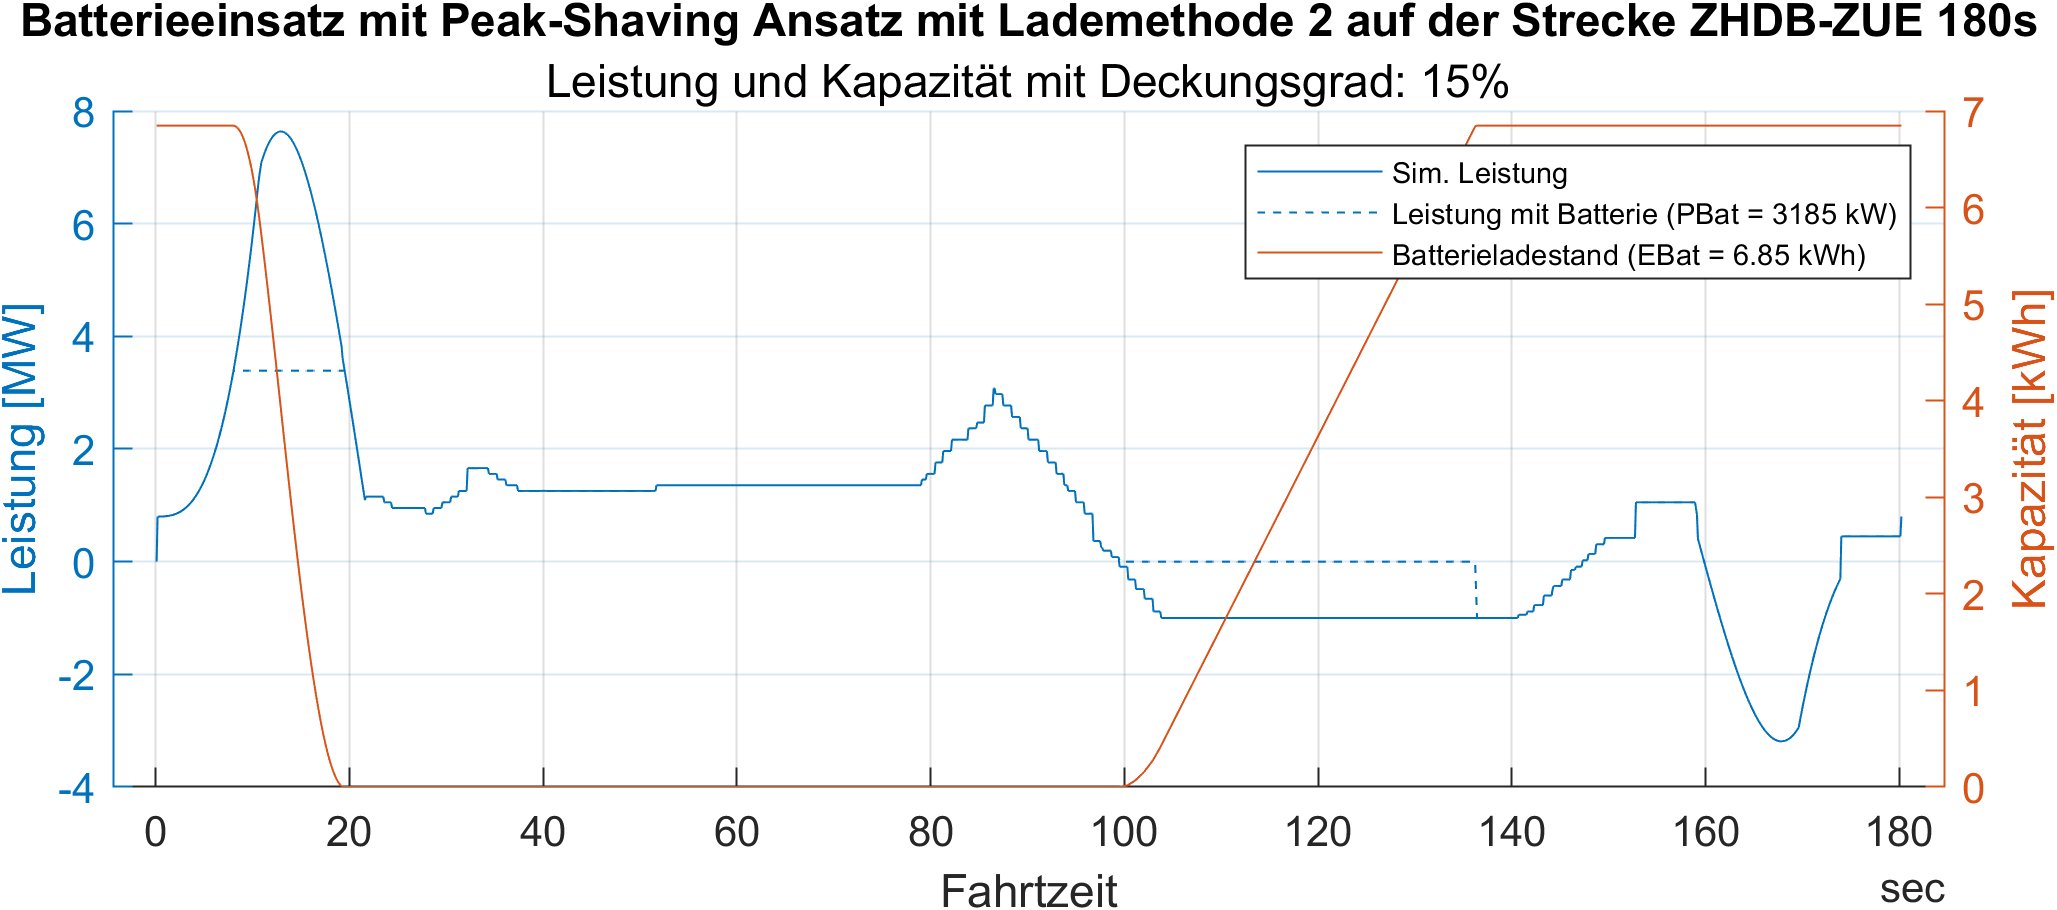 Batterieeinsatz mit Peak-Shaving Ansatz mit Lademethode 2 auf der Strecke ZHDB-ZUE 180s
Leistung und Kapazität mit Deckungsgrad: 15%
8
6
4
2
0
-2
-4
Leistung [MW]
7
6
5
4
3
2
1
0
Kapazität [kWh]
Sim. Leistung
Leistung mit Batterie (PBat = 3185 kW)
Batterieladestand (EBat = 6.85 kWh)
0 20 40 60 80 100 120 140 160 180
Fahrtzeit
sec